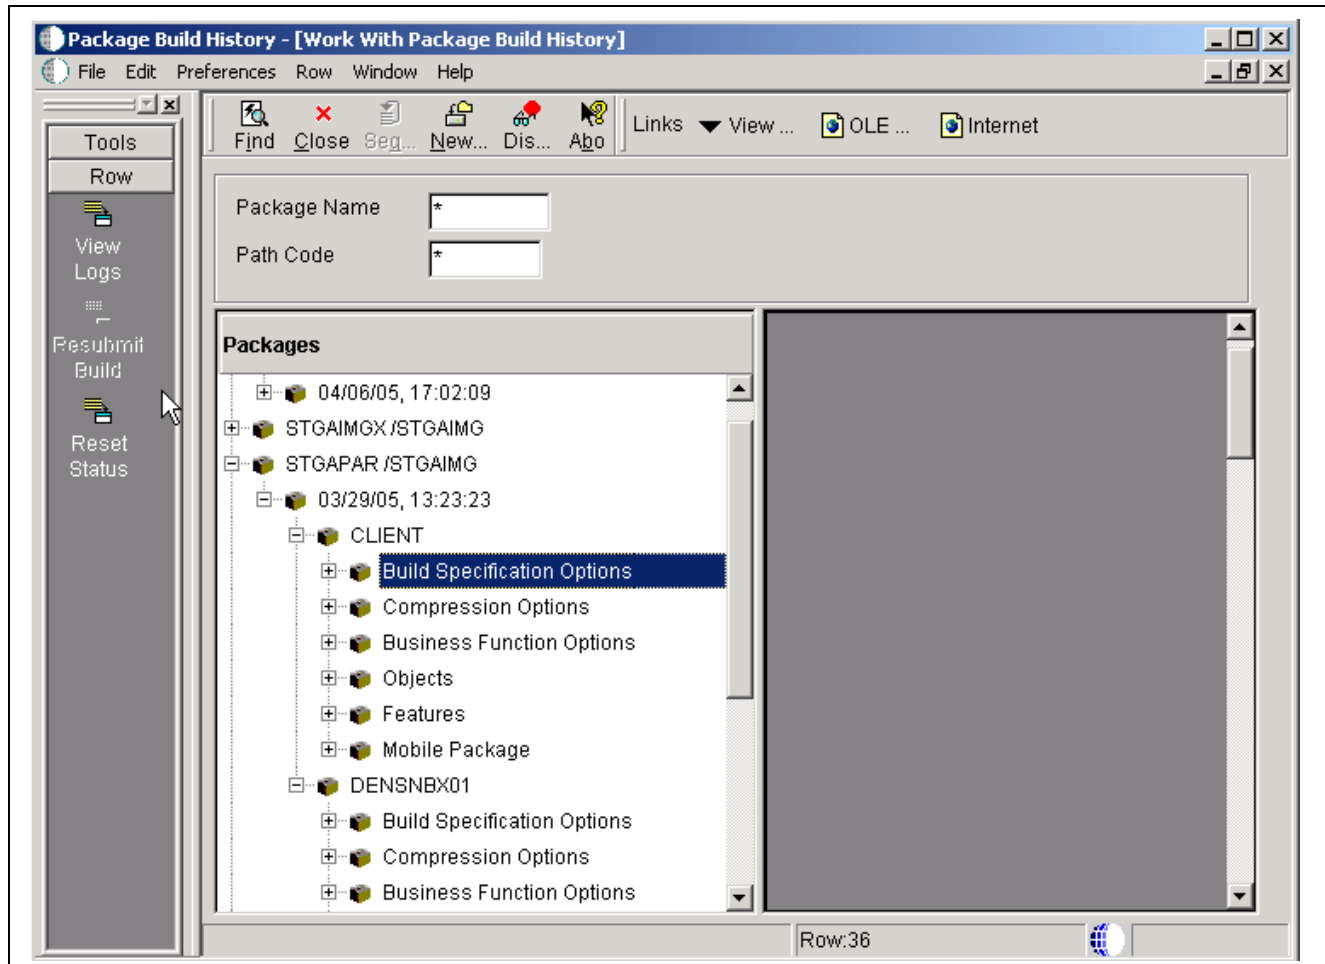 Package Build History - [Work With Package Build History]
File Edit Preferences Row Window Help
Tools
Row
View Logs
Resubmit Build
Reset Status
Find Close Seq... New... Dis... Abo Links View ... OLE ... Internet
Package Name *
Path Code *
Packages
04/06/05, 17:02:09
STGAIMGX /STGAIMG
STGAPAR /STGAIMG
03/29/05, 13:23:23
CLIENT
Build Specification Options
Compression Options
Business Function Options
Objects
Features
Mobile Package
DENSNBX01
Build Specification Options
Compression Options
Business Function Options
Row:36